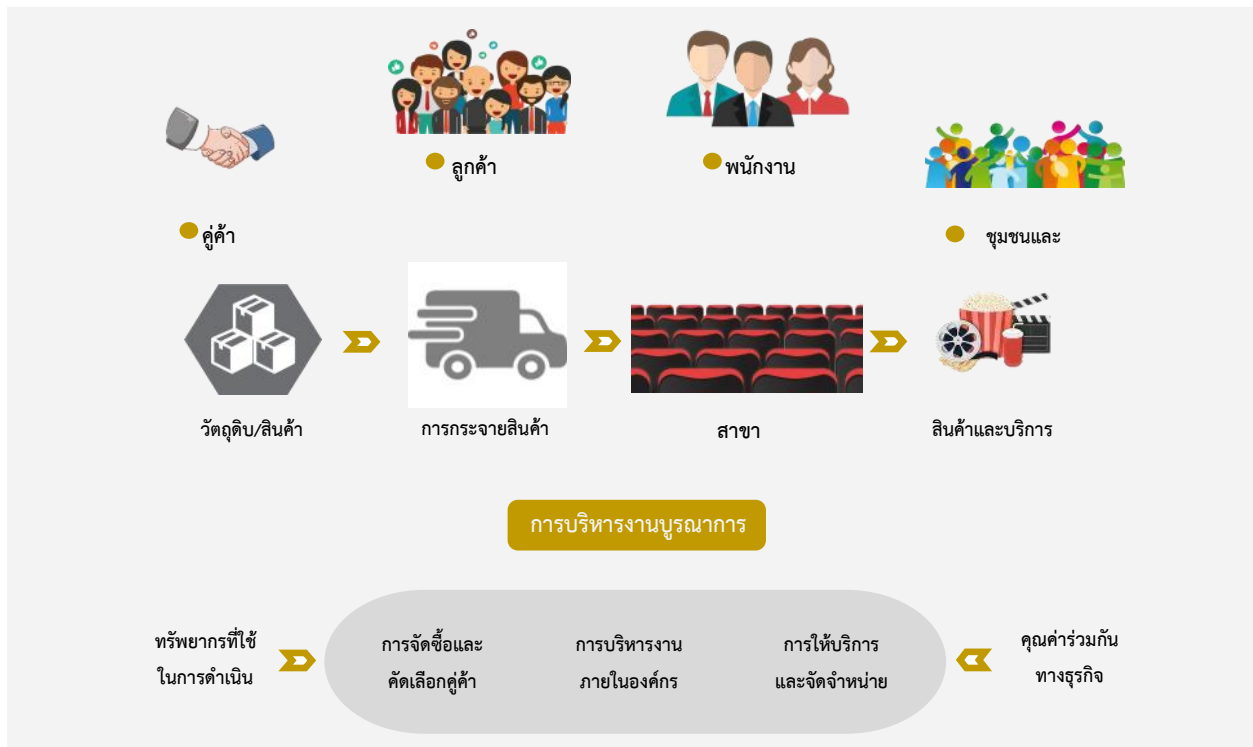 ลูกค้า
พนักงาน
คู่ค้า
ชุมชนและ
วัตถุดิบ/สินค้า
การกระจายสินค้า
สาขา
สินค้าและบริการ
การบริหารงานบูรณาการ
ทรัพยากรที่ใช้
ในการดำเนิน
การจัดซื้อและ
คัดเลือกคู่ค้า
การบริหารงาน
ภายในองค์กร
การให้บริการ
และจัดจำหน่าย
คุณค่าร่วมกัน
ทางธุรกิจ